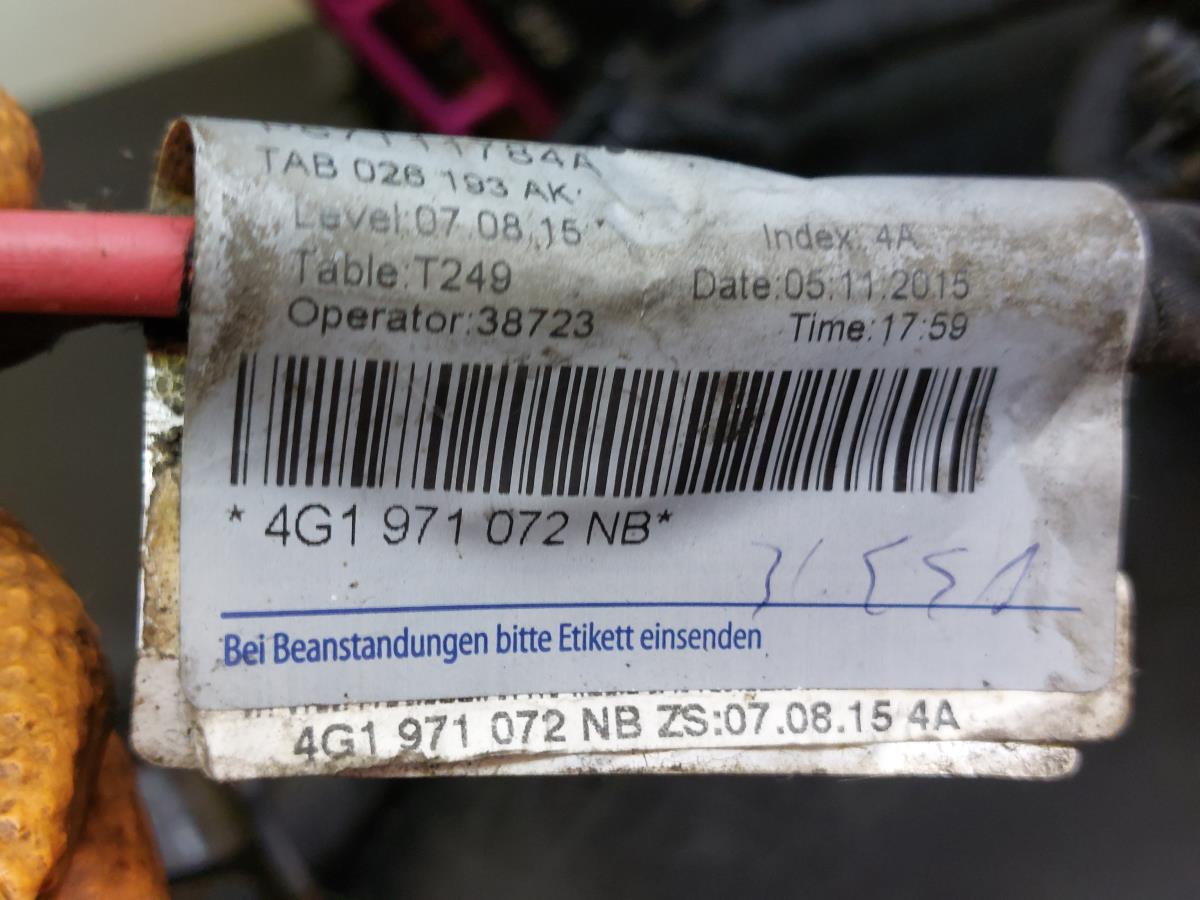 TAB 026 193 AK
Level:07.08.15 Index: 4A
Table:T249 Date:05.11.2015
Operator:38723 Time:17:59
* 4G1 971 072 NB*
Bei Beanstandungen bitte Etikett einsenden
4G1 971 072 NB ZS:07.08.15 4A